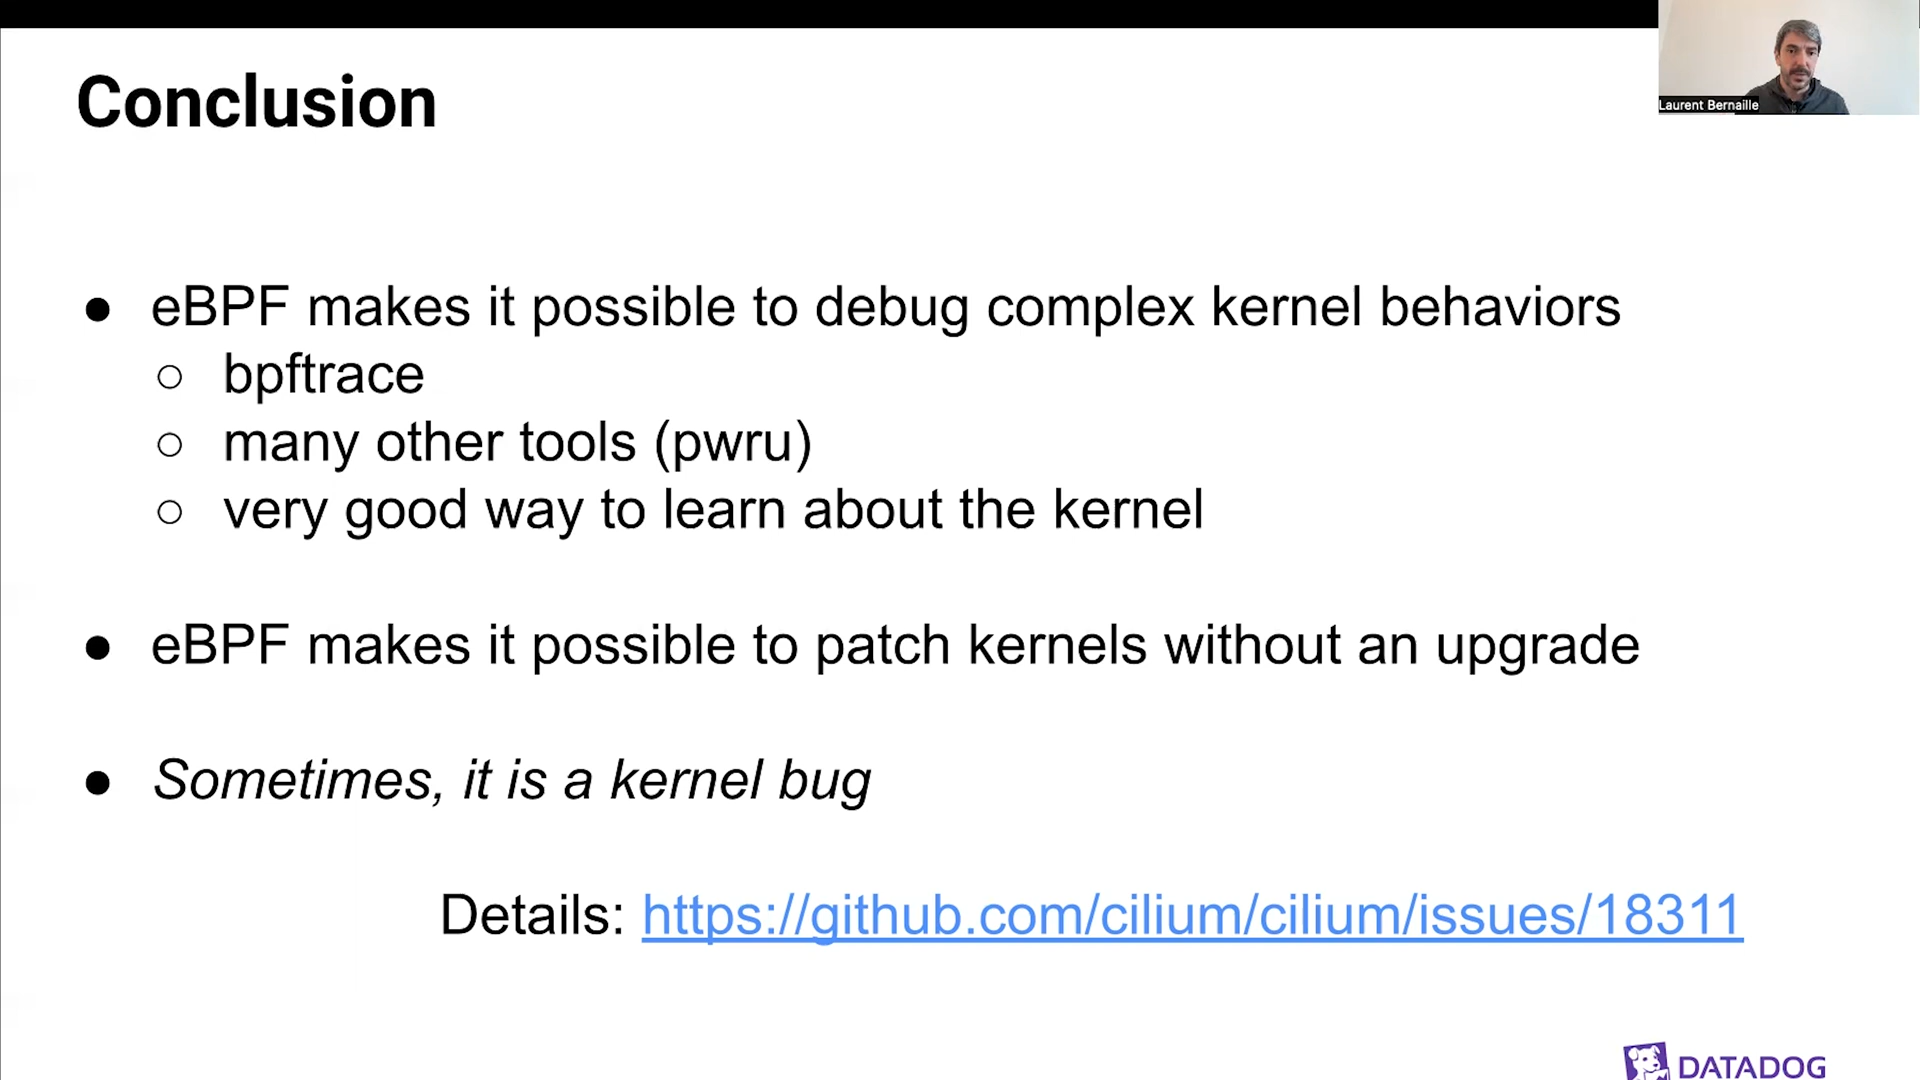 Laurent Bernaille
Conclusion
● eBPF makes it possible to debug complex kernel behaviors
○ bpftrace
○ many other tools (pwru)
○ very good way to learn about the kernel
● eBPF makes it possible to patch kernels without an upgrade
● Sometimes, it is a kernel bug
Details: https://github.com/cilium/cilium/issues/18311
DATADOG